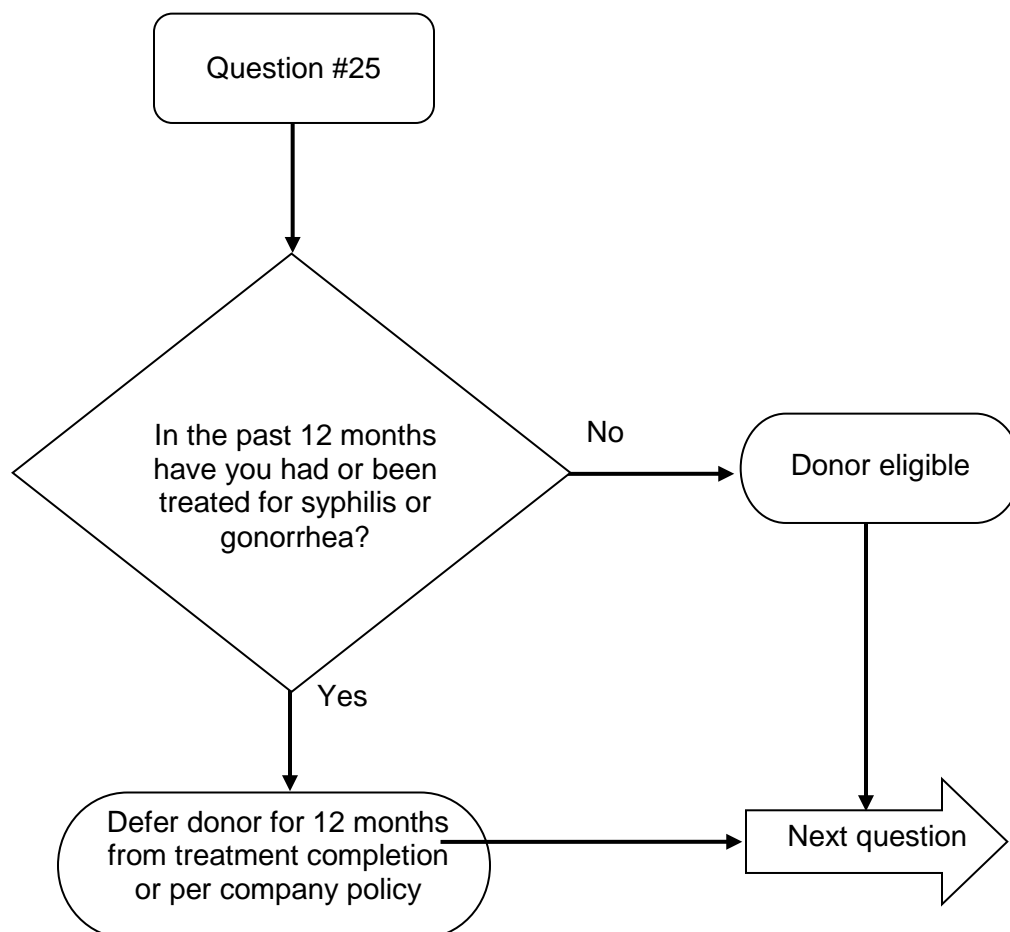 Question #25
In the past 12 months
have you had or been
treated for syphilis or
gonorrhea?
No
Donor eligible
Yes
Defer donor for 12 months
from treatment completion
or per company policy
Next question